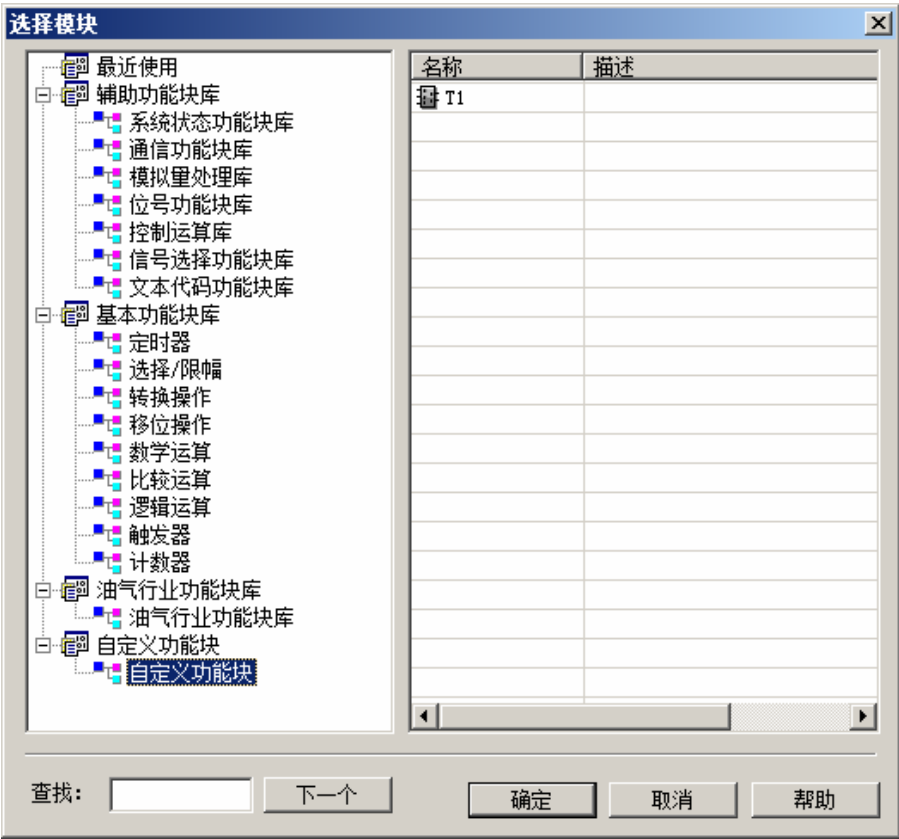 选择模块
最近使用
辅助功能块库
系统状态功能块库
通信功能块库
模拟量处理库
位号功能块库
控制运算库
信号选择功能块库
文本代码功能块库
基本功能块库
定时器
选择/限幅
转换操作
移位操作
数学运算
比较运算
逻辑运算
触发器
计数器
油气行业功能块库
油气行业功能块库
自定义功能块
自定义功能块
名称 描述
T1
查找: 下一个 确定 取消 帮助